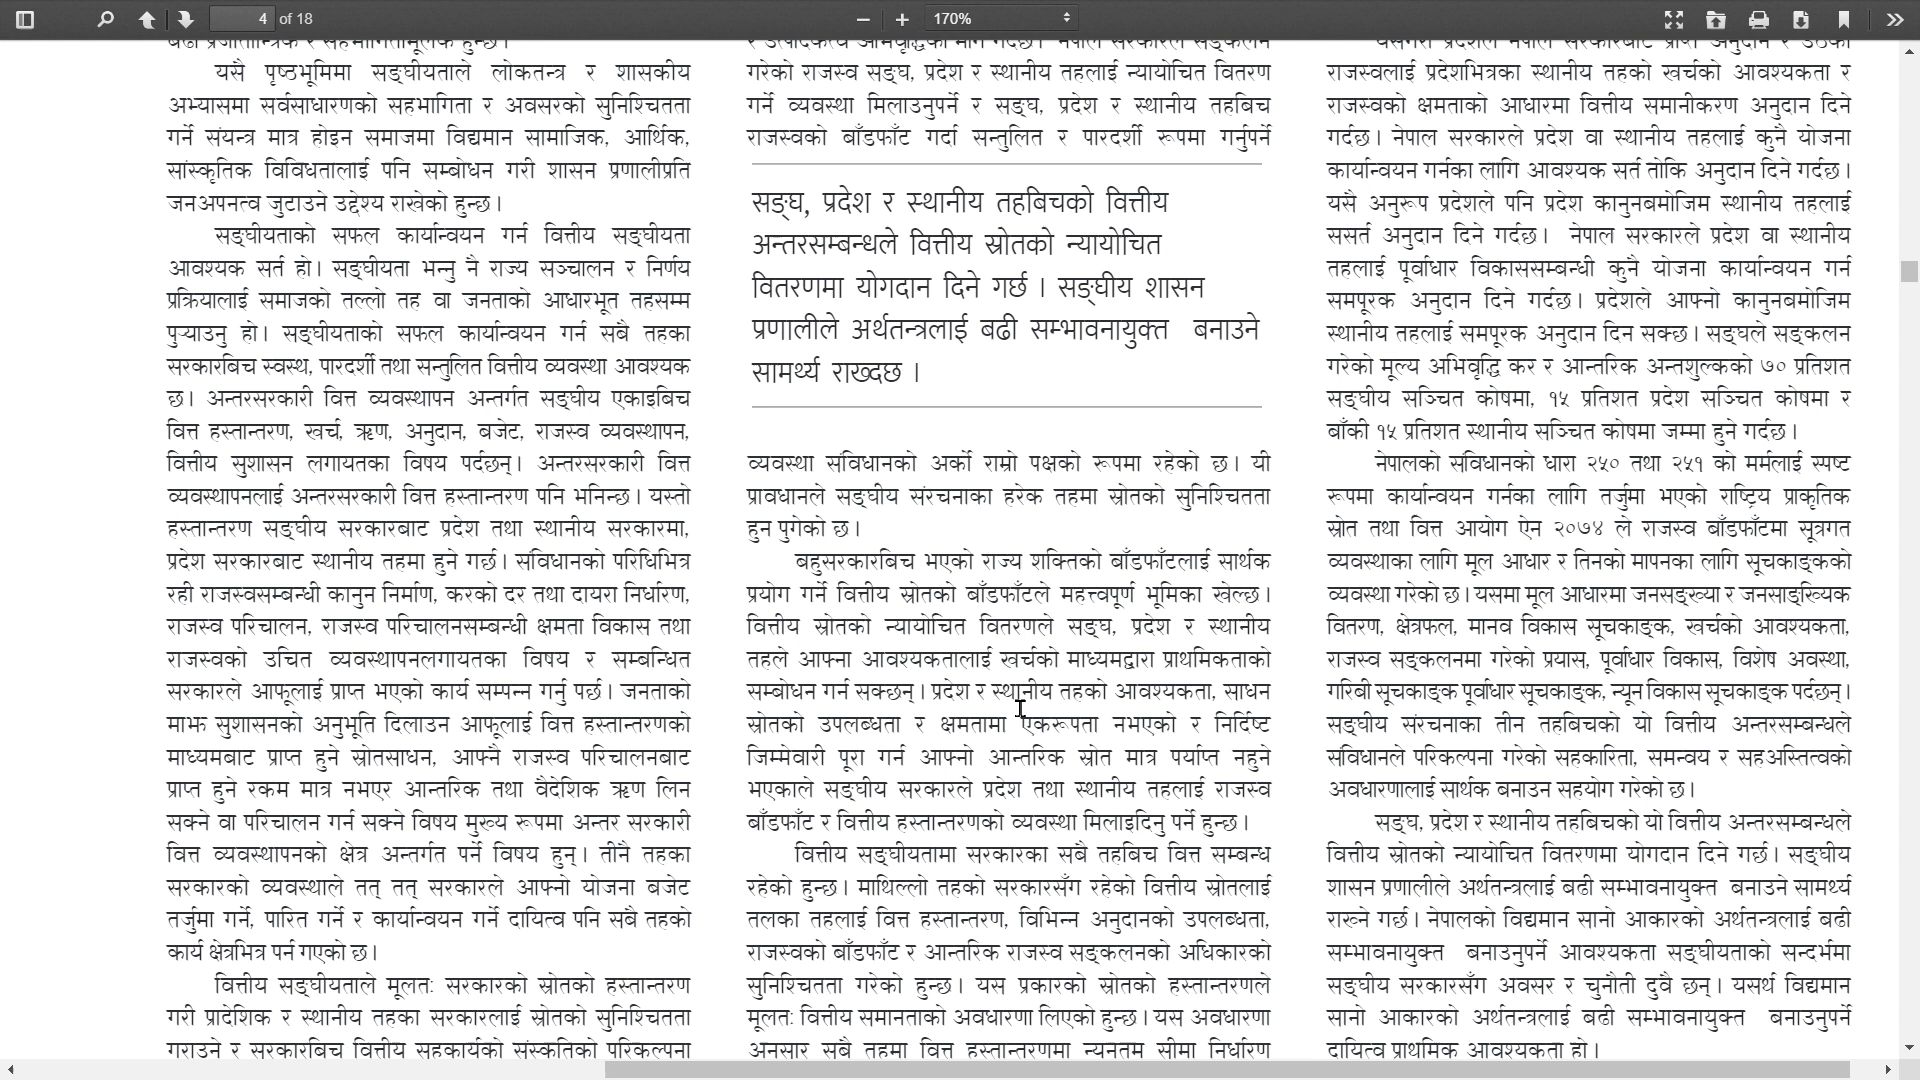 4 of 18
170%
बढी प्रजातान्त्रिक र सहभागितामूलक हुन्छ।
यसै पृष्ठभूमिमा सङ्घीयताले लोकतन्त्र र शासकीय
अभ्यासमा सर्वसाधारणको सहभागिता र अवसरको सुनिश्चितता
गर्ने संयन्त्र मात्र होइन समाजमा विद्यमान सामाजिक, आर्थिक,
सांस्कृतिक विविधतालाई पनि सम्बोधन गरी शासन प्रणालीप्रति
जनअपनत्व जुटाउने उद्देश्य राखेको हुन्छ।
सङ्घीयताको सफल कार्यान्वयन गर्न वित्तीय सङ्घीयता
आवश्यक सर्त हो। सङ्घीयता भन्नु नै राज्य सञ्चालन र निर्णय
प्रक्रियालाई समाजको तल्लो तह वा जनताको आधारभूत तहसम्म
पुऱ्याउनु हो। सङ्घीयताको सफल कार्यान्वयन गर्न सबै तहका
सरकारबिच स्वस्थ, पारदर्शी तथा सन्तुलित वित्तीय व्यवस्था आवश्यक
छ। अन्तरसरकारी वित्त व्यवस्थापन अन्तर्गत सङ्घीय एकाइबिच
वित्त हस्तान्तरण, खर्च, ऋण, अनुदान, बजेट, राजस्व व्यवस्थापन,
वित्तीय सुशासन लगायतका विषय पर्दछन्। अन्तरसरकारी वित्त
व्यवस्थापनलाई अन्तरसरकारी वित्त हस्तान्तरण पनि भनिन्छ। यस्तो
हस्तान्तरण सङ्घीय सरकारबाट प्रदेश तथा स्थानीय सरकारमा,
प्रदेश सरकारबाट स्थानीय तहमा हुने गर्छ। संविधानको परिधिभित्र
रही राजस्वसम्बन्धी कानुन निर्माण, करको दर तथा दायरा निर्धारण,
राजस्व परिचालन, राजस्व परिचालनसम्बन्धी क्षमता विकास तथा
राजस्वको उचित व्यवस्थापनलगायतका विषय र सम्बन्धित
सरकारले आफूलाई प्राप्त भएको कार्य सम्पन्न गर्नु पर्छ। जनताको
माझ सुशासनको अनुभूति दिलाउन आफूलाई वित्त हस्तान्तरणको
माध्यमबाट प्राप्त हुने स्रोतसाधन, आफ्नै राजस्व परिचालनबाट
प्राप्त हुने रकम मात्र नभएर आन्तरिक तथा वैदेशिक ऋण लिन
सक्ने वा परिचालन गर्न सक्ने विषय मुख्य रूपमा अन्तर सरकारी
वित्त व्यवस्थापनको क्षेत्र अन्तर्गत पर्ने विषय हुन्। तीनै तहका
सरकारको व्यवस्थाले तत् तत् सरकारले आफ्नो योजना बजेट
तर्जुमा गर्ने, पारित गर्ने र कार्यान्वयन गर्ने दायित्व पनि सबै तहको
कार्य क्षेत्रभित्र पर्न गएको छ।
वित्तीय सङ्घीयताले मूलतः सरकारको स्रोतको हस्तान्तरण
गरी प्रादेशिक र स्थानीय तहका सरकारलाई स्रोतको सुनिश्चितता
गराउने र सरकारबिच वित्तीय सहकार्यको संस्कृतिको परिकल्पना
र उत्पादकत्व अभिवृद्धिको माग गर्दछ। नेपाल सरकारले सङ्कलन
गरेको राजस्व सङ्घ, प्रदेश र स्थानीय तहलाई न्यायोचित वितरण
गर्ने व्यवस्था मिलाउनुपर्ने र सङ्घ, प्रदेश र स्थानीय तहबिच
राजस्वको बाँडफाँट गर्दा सन्तुलित र पारदर्शी रूपमा गर्नुपर्ने
सङ्घ, प्रदेश र स्थानीय तहबिचको वित्तीय
अन्तरसम्बन्धले वित्तीय स्रोतको न्यायोचित
वितरणमा योगदान दिने गर्छ। सङ्घीय शासन
प्रणालीले अर्थतन्त्रलाई बढी सम्भावनायुक्त बनाउने
सामर्थ्य राख्दछ।
व्यवस्था संविधानको अर्को राम्रो पक्षको रूपमा रहेको छ। यी
प्रावधानले सङ्घीय संरचनाका हरेक तहमा स्रोतको सुनिश्चितता
हुन पुगेको छ।
बहुसरकारबिच भएको राज्य शक्तिको बाँडफाँटलाई सार्थक
प्रयोग गर्ने वित्तीय स्रोतको बाँडफाँटले महत्त्वपूर्ण भूमिका खेल्छ।
वित्तीय स्रोतको न्यायोचित वितरणले सङ्घ, प्रदेश र स्थानीय
तहले आफ्ना आवश्यकतालाई खर्चको माध्यमद्वारा प्राथमिकताको
सम्बोधन गर्न सक्छन्। प्रदेश र स्थानीय तहको आवश्यकता, साधन
स्रोतको उपलब्धता र क्षमतामा एकरूपता नभएको र निर्दिष्ट
जिम्मेवारी पूरा गर्न आफ्नो आन्तरिक स्रोत मात्र पर्याप्त नहुने
भएकाले सङ्घीय सरकारले प्रदेश तथा स्थानीय तहलाई राजस्व
बाँडफाँट र वित्तीय हस्तान्तरणको व्यवस्था मिलाइदिनु पर्ने हुन्छ।
वित्तीय सङ्घीयतामा सरकारका सबै तहबिच वित्त सम्बन्ध
रहेको हुन्छ। माथिल्लो तहको सरकारसँग रहेको वित्तीय स्रोतलाई
तलका तहलाई वित्त हस्तान्तरण, विभिन्न अनुदानको उपलब्धता,
राजस्वको बाँडफाँट र आन्तरिक राजस्व सङ्कलनको अधिकारको
सुनिश्चितता गरेको हुन्छ। यस प्रकारको स्रोतको हस्तान्तरणले
मूलतः वित्तीय समानताको अवधारणा लिएको हुन्छ। यस अवधारणा
अनुसार सबै तहमा वित्त हस्तान्तरणमा न्यूनतम सीमा निर्धारण
यसैगरी प्रदेशले नेपाल सरकारबाट प्राप्त अनुदान र उठेको
राजस्वलाई प्रदेशभित्रका स्थानीय तहको खर्चको आवश्यकता र
राजस्वको क्षमताको आधारमा वित्तीय समानीकरण अनुदान दिने
गर्दछ। नेपाल सरकारले प्रदेश वा स्थानीय तहलाई कुनै योजना
कार्यान्वयन गर्नका लागि आवश्यक सर्त तोकि अनुदान दिने गर्दछ।
यसै अनुरूप प्रदेशले पनि प्रदेश कानुनबमोजिम स्थानीय तहलाई
ससर्त अनुदान दिने गर्दछ। नेपाल सरकारले प्रदेश वा स्थानीय
तहलाई पूर्वाधार विकाससम्बन्धी कुनै योजना कार्यान्वयन गर्न
समपूरक अनुदान दिने गर्दछ। प्रदेशले आफ्नो कानुनबमोजिम
स्थानीय तहलाई समपूरक अनुदान दिन सक्छ। सङ्घले सङ्कलन
गरेको मूल्य अभिवृद्धि कर र आन्तरिक अन्तशुल्कको ७० प्रतिशत
सङ्घीय सञ्चित कोषमा, १५ प्रतिशत प्रदेश सञ्चित कोषमा र
बाँकी १५ प्रतिशत स्थानीय सञ्चित कोषमा जम्मा हुने गर्दछ।
नेपालको संविधानको धारा २५० तथा २५१ को मर्मलाई स्पष्ट
रूपमा कार्यान्वयन गर्नका लागि तर्जुमा भएको राष्ट्रिय प्राकृतिक
स्रोत तथा वित्त आयोग ऐन २०७४ ले राजस्व बाँडफाँटमा सूत्रगत
व्यवस्थाका लागि मूल आधार र तिनको मापनका लागि सूचकाङ्कको
व्यवस्था गरेको छ। यसमा मूल आधारमा जनसङ्ख्या र जनसाङ्ख्यिक
वितरण, क्षेत्रफल, मानव विकास सूचकाङ्क, खर्चको आवश्यकता,
राजस्व सङ्कलनमा गरेको प्रयास, पूर्वाधार विकास, विशेष अवस्था,
गरिबी सूचकाङ्क पूर्वाधार सूचकाङ्क, न्यून विकास सूचकाङ्क पर्दछन्।
सङ्घीय संरचनाका तीन तहबिचको यो वित्तीय अन्तरसम्बन्धले
संविधानले परिकल्पना गरेको सहकारिता, समन्वय र सहअस्तित्वको
अवधारणालाई सार्थक बनाउन सहयोग गरेको छ।
सङ्घ, प्रदेश र स्थानीय तहबिचको यो वित्तीय अन्तरसम्बन्धले
वित्तीय स्रोतको न्यायोचित वितरणमा योगदान दिने गर्छ। सङ्घीय
शासन प्रणालीले अर्थतन्त्रलाई बढी सम्भावनायुक्त बनाउने सामर्थ्य
राख्ने गर्छ। नेपालको विद्यमान सानो आकारको अर्थतन्त्रलाई बढी
सम्भावनायुक्त बनाउनुपर्ने आवश्यकता सङ्घीयताको सन्दर्भमा
सङ्घीय सरकारसँग अवसर र चुनौती दुवै छन्। यसर्थ विद्यमान
सानो आकारको अर्थतन्त्रलाई बढी सम्भावनायुक्त बनाउनुपर्ने
दायित्व प्राथमिक आवश्यकता हो।